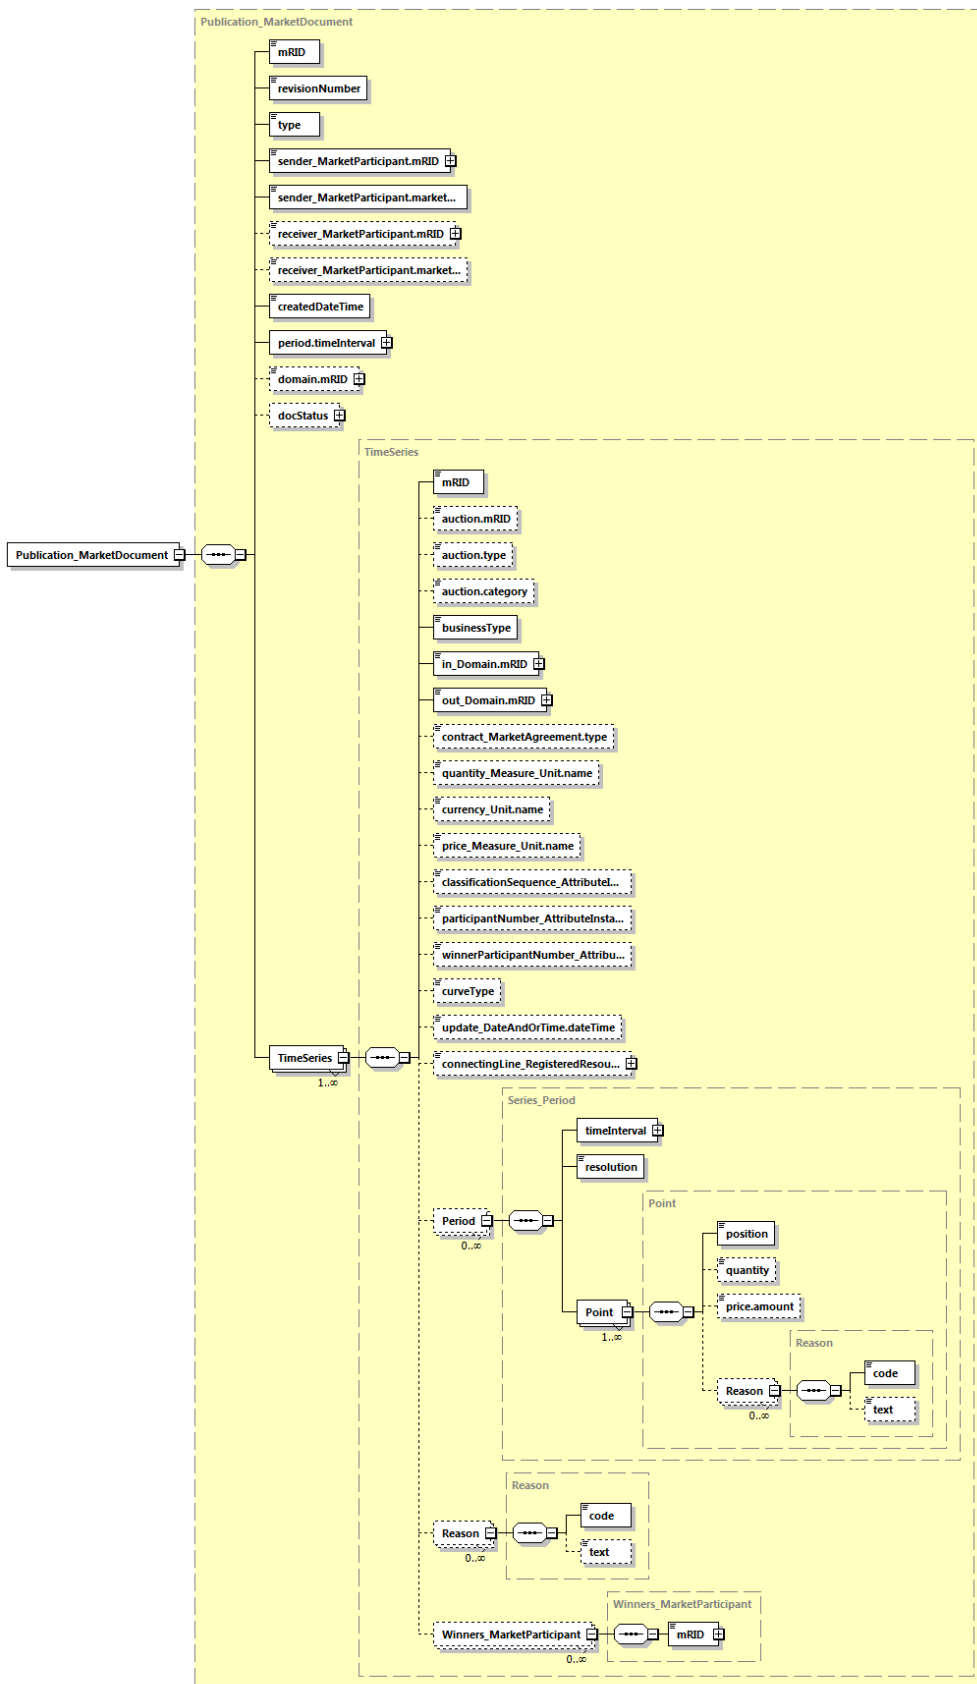 Publication_MarketDocument
mRID
revisionNumber
type
sender_MarketParticipant.mRID
sender_MarketParticipant.market...
receiver_MarketParticipant.mRID
receiver_MarketParticipant.market...
createdDateTime
period.timeInterval
domain.mRID
docStatus
TimeSeries
mRID
auction.mRID
auction.type
Publication_MarketDocument
auction.category
businessType
in_Domain.mRID
out_Domain.mRID
contract_MarketAgreement.type
quantity_Measure_Unit.name
currency_Unit.name
price_Measure_Unit.name
classificationSequence_AttributeI...
participantNumber_AttributeInsta...
winnerParticipantNumber_Attribu...
curveType
update_DateAndOrTime.dateTime
TimeSeries
1..∞
connectingLine_RegisteredResou...
Series_Period
timeInterval
resolution
Period
0..∞
Point
position
quantity
price.amount
Point
1..∞
Reason
code
text
Reason
0..∞
Reason
code
text
Reason
0..∞
Winners_MarketParticipant
Winners_MarketParticipant
0..∞
mRID